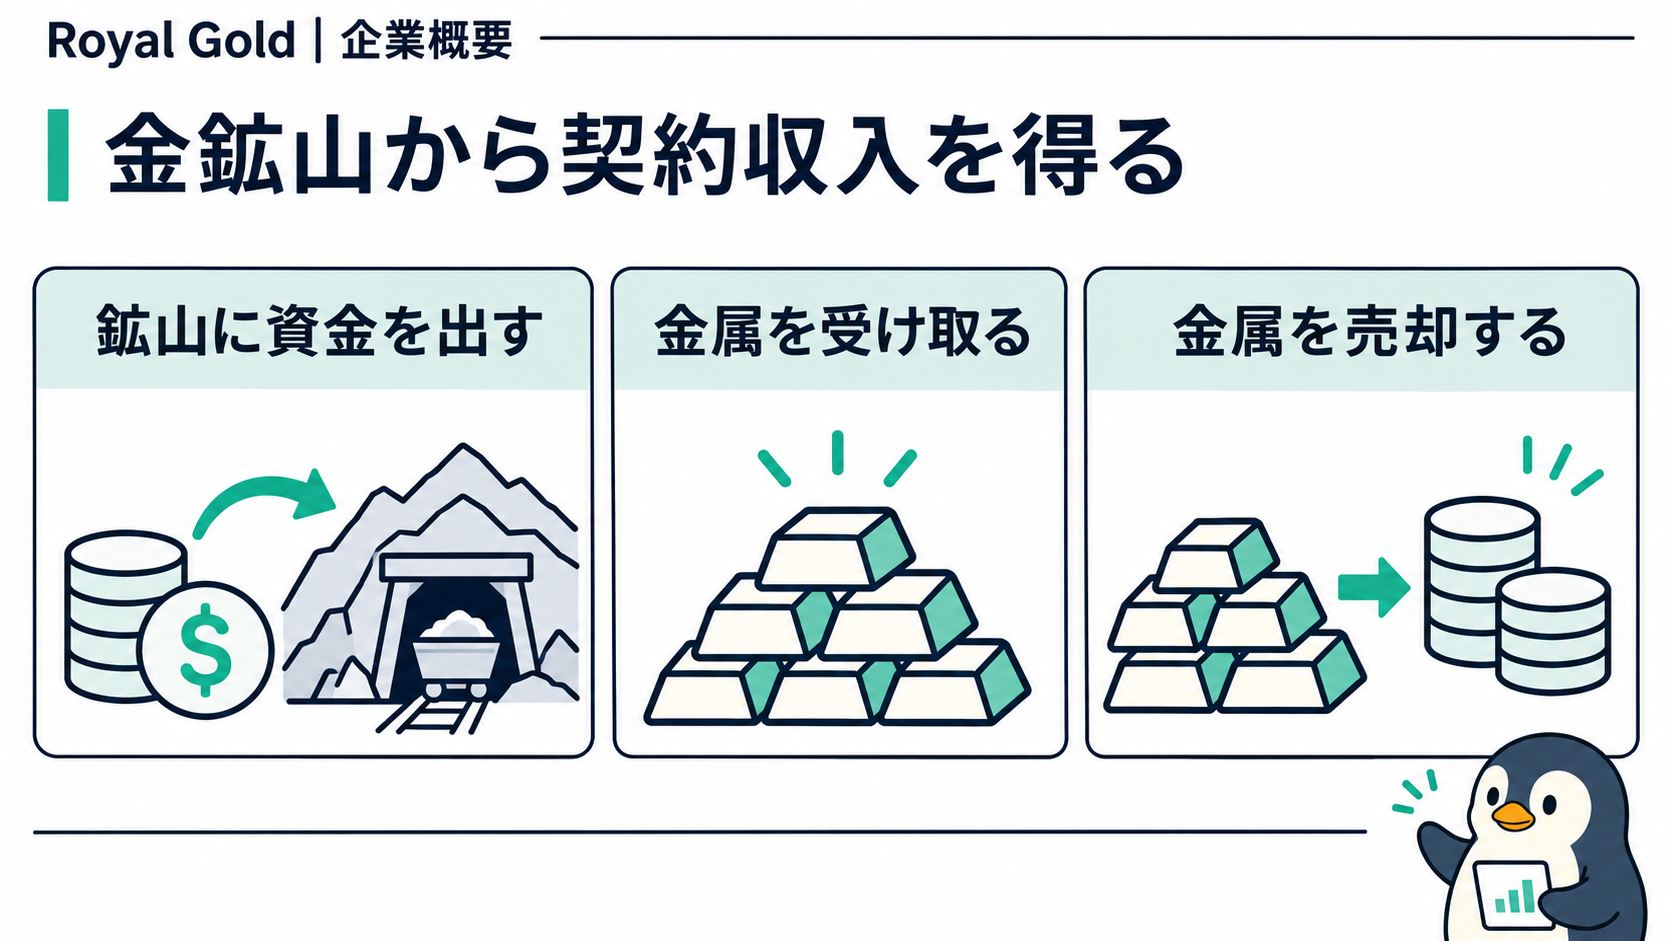 Royal Gold | 企業概要
金鉱山から契約収入を得る
鉱山に資金を出す
金属を受け取る
金属を売却する
$